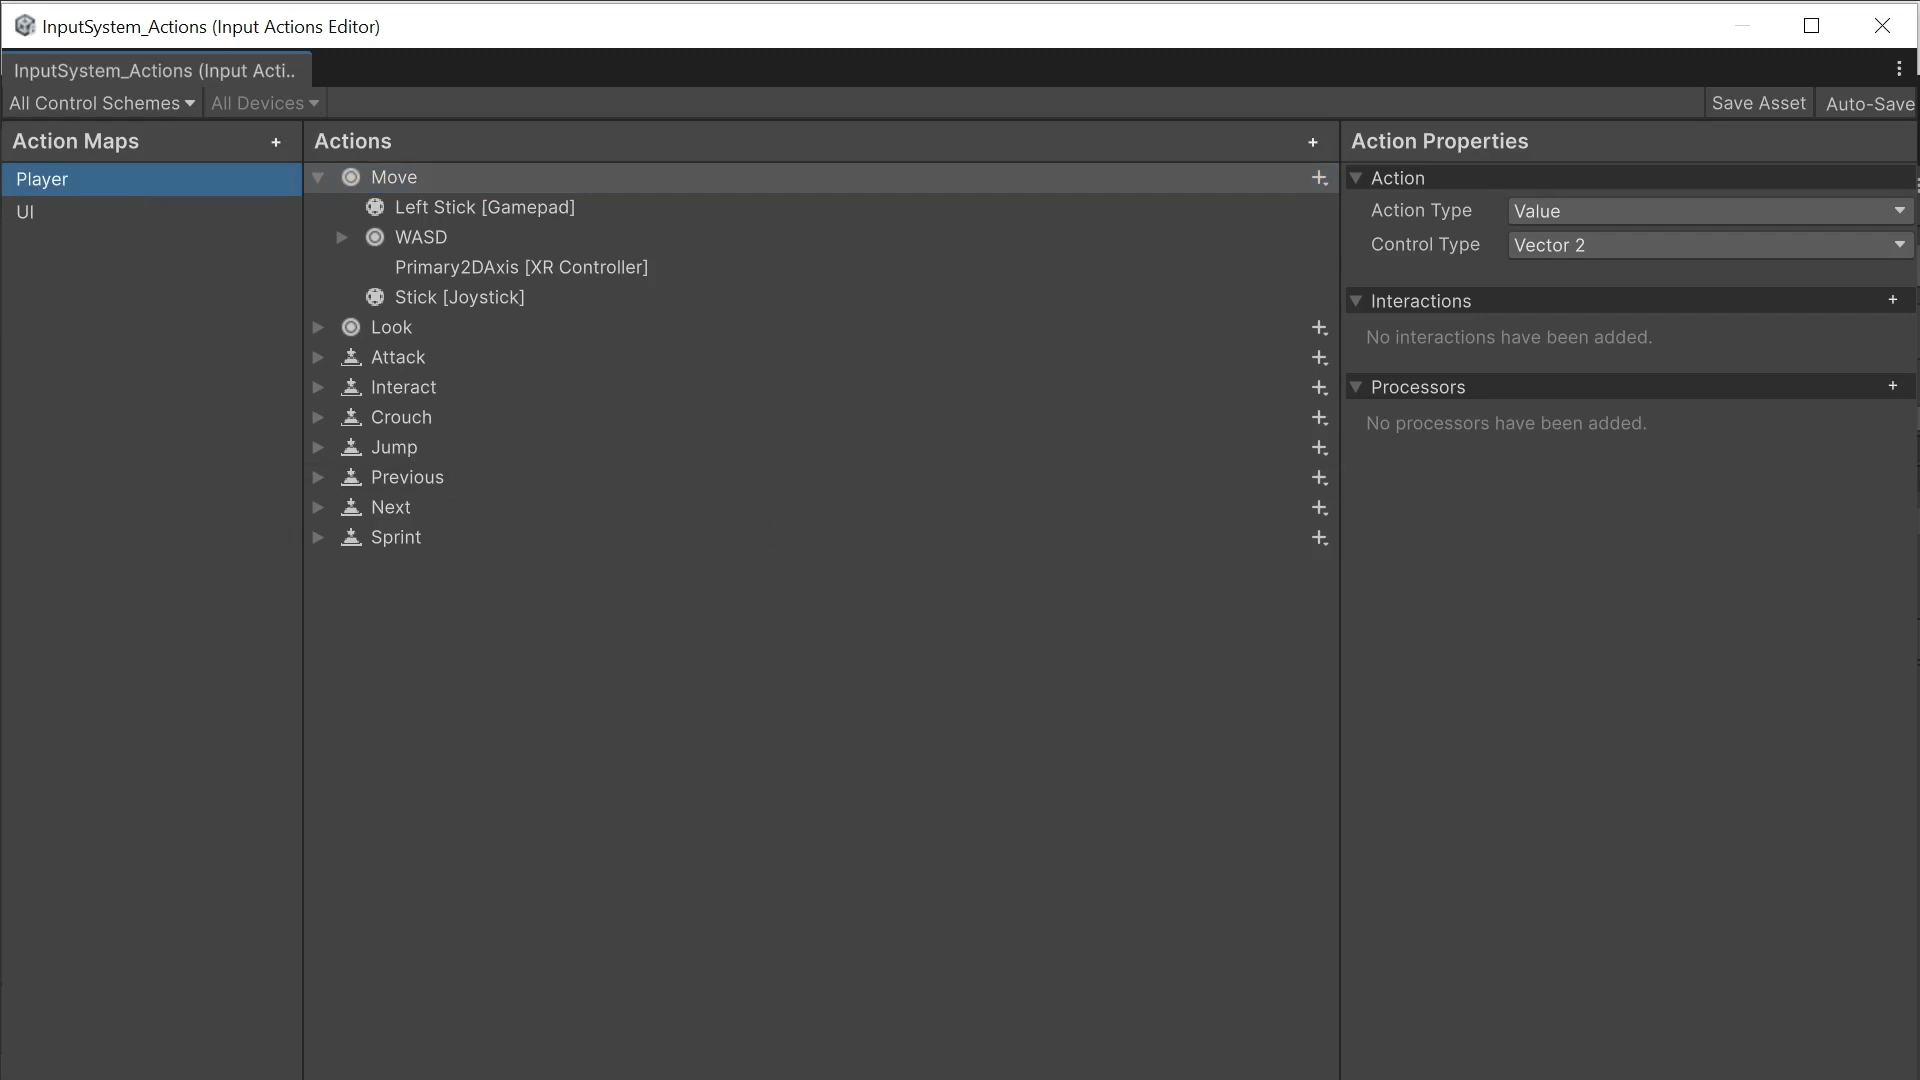 InputSystem_Actions (Input Actions Editor)
InputSystem_Actions (Input Acti..
All Control Schemes All Devices Save Asset Auto-Save
Action Maps +
Player
UI
Actions +
Move
Left Stick [Gamepad]
WASD
Primary2DAxis [XR Controller]
Stick [Joystick]
Look
Attack
Interact
Crouch
Jump
Previous
Next
Sprint
Action Properties
Action
Action Type Value
Control Type Vector 2
Interactions +
No interactions have been added.
Processors +
No processors have been added.